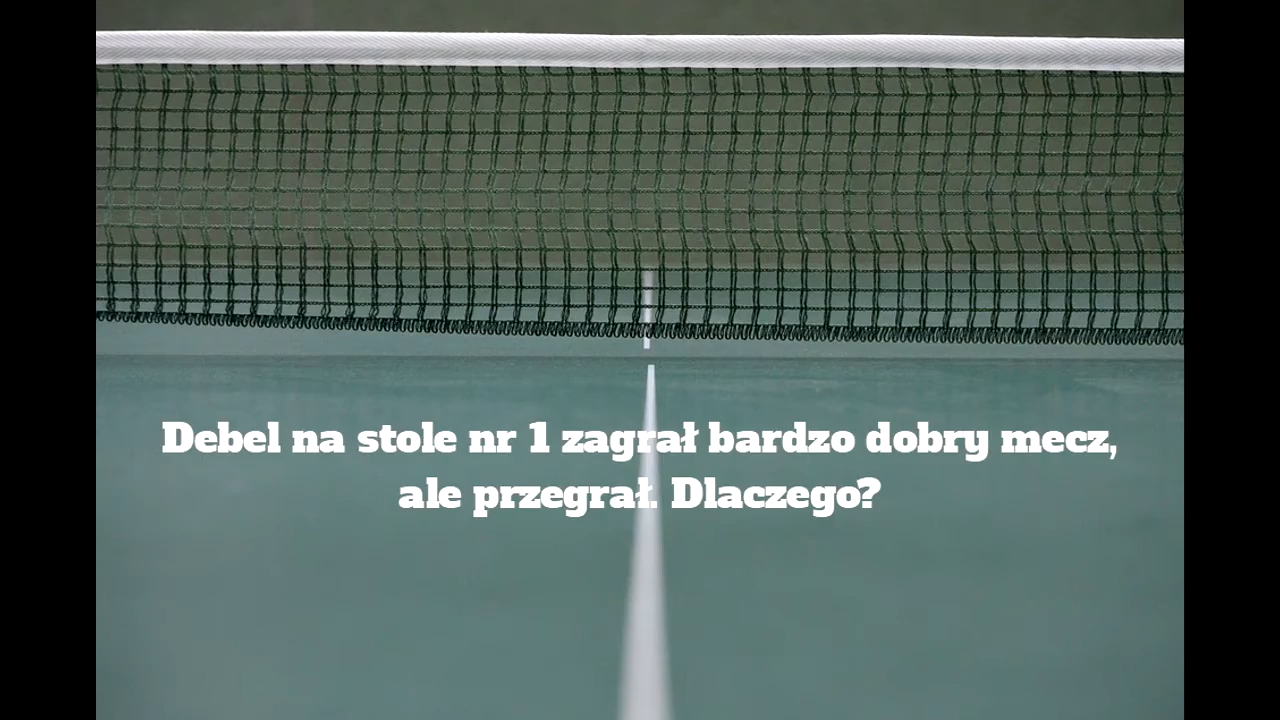 Debel na stole nr 1 zagrał bardzo dobry mecz,
ale przegrał. Dlaczego?